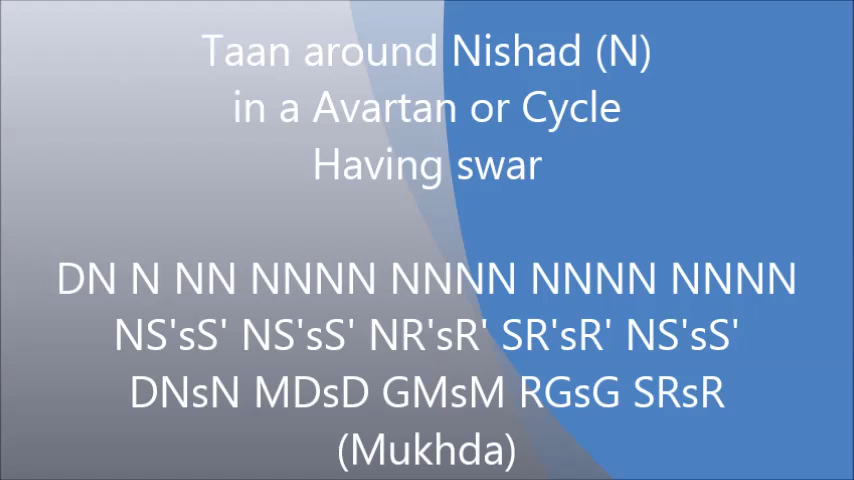 Taan around Nishad (N)
in a Avartan or Cycle
Having swar
DN N NN NNNN NNNN NNNN NNNN
NS'sS' NS'sS' NR'sR' SR'sR' NS'sS'
DNsN MDsD GMsM RGsG SRsR
(Mukhda)